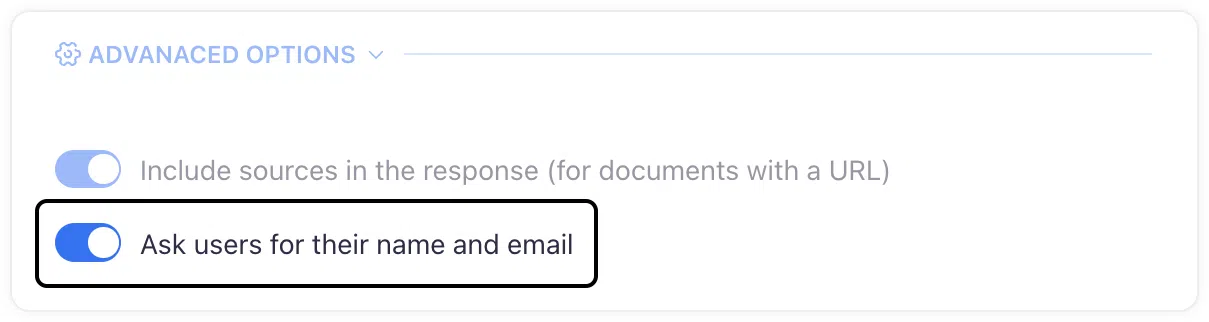 ADVANACED OPTIONS
Include sources in the response (for documents with a URL)
Ask users for their name and email